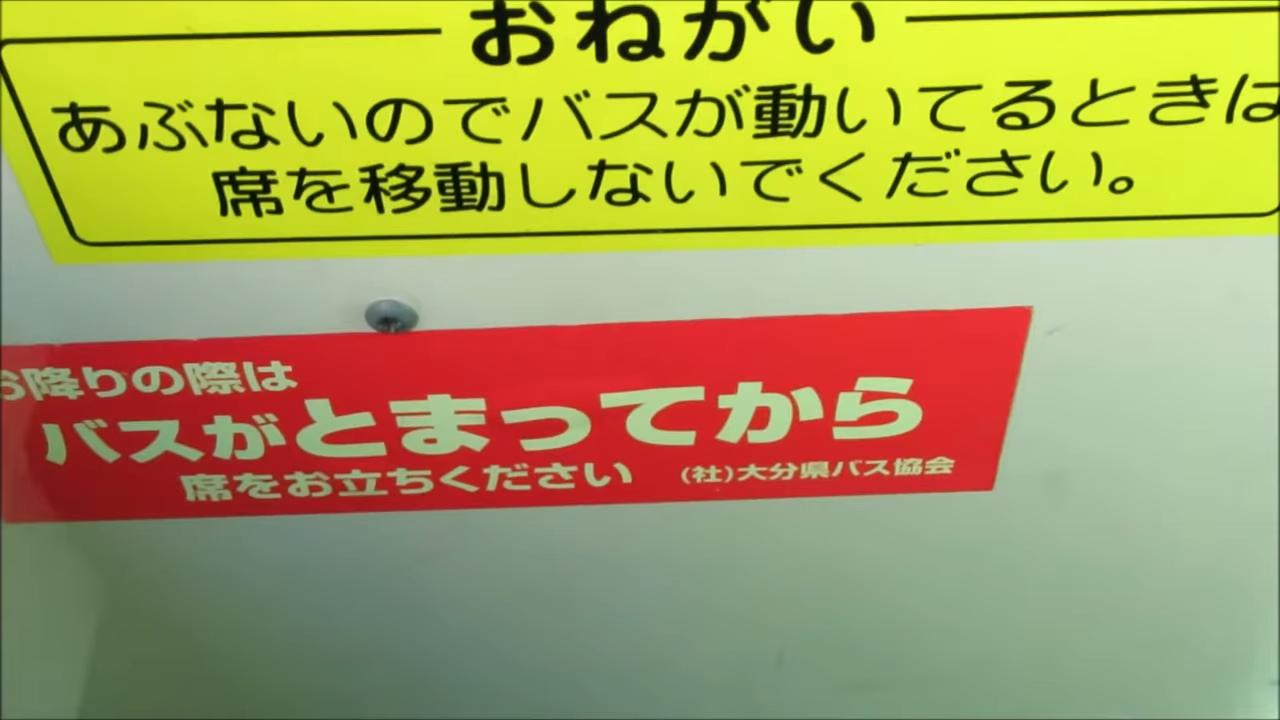 おねがい
あぶないのでバスが動いてるときは
席を移動しないでください。
お降りの際は
バスがとまってから
席をお立ちください (社)大分県バス協会